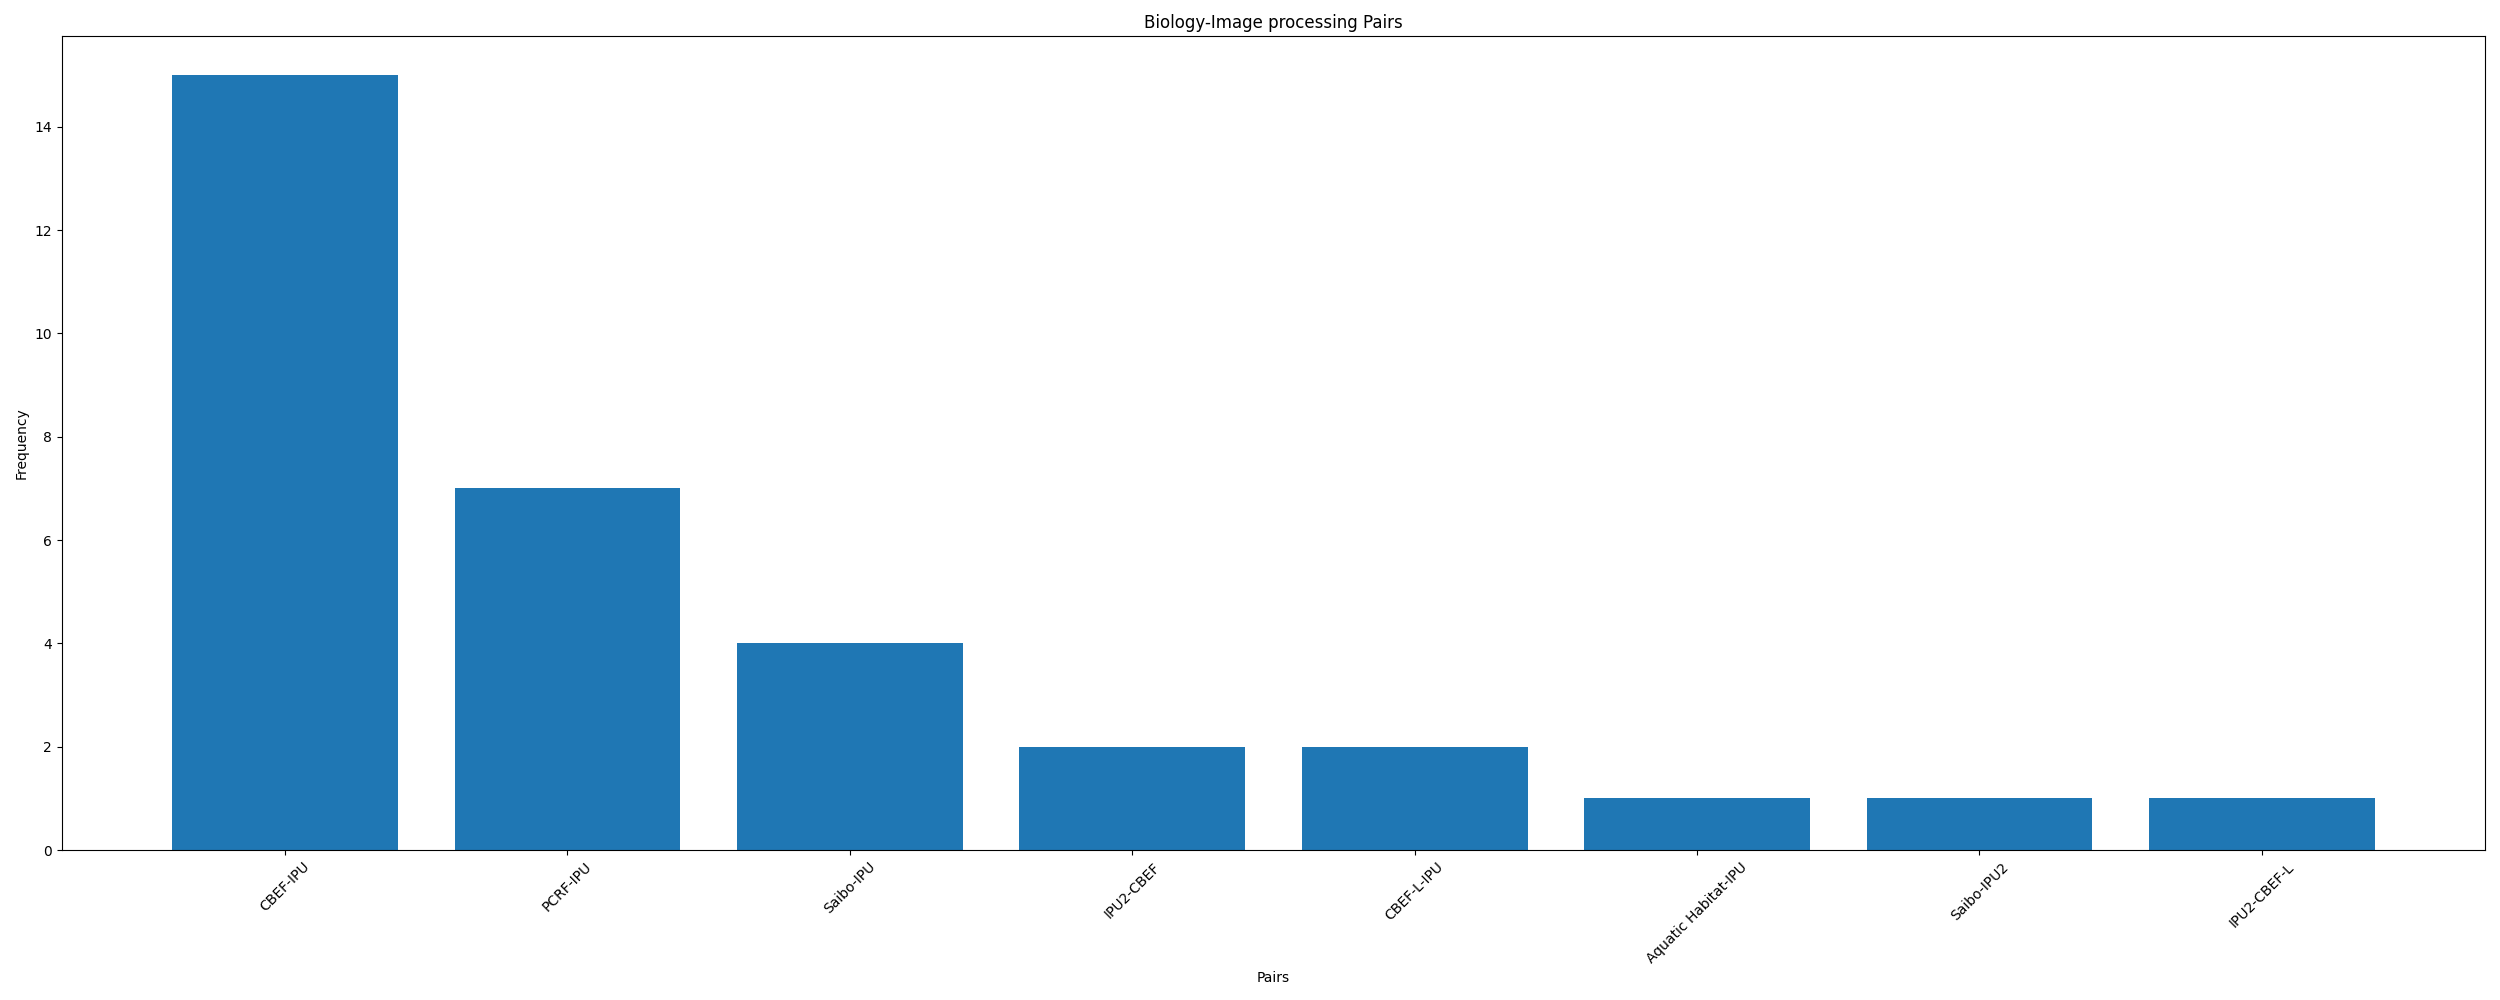 Biology-Image processing Pairs
Frequency
14
12
10
8
6
4
2
0
CBEF-IPU
PCRF-IPU
Saibo-IPU
IPU2-CBEF
CBEF-L-IPU
Aquatic Habitat-IPU
Saibo-IPU2
IPU2-CBEF-L
Pairs